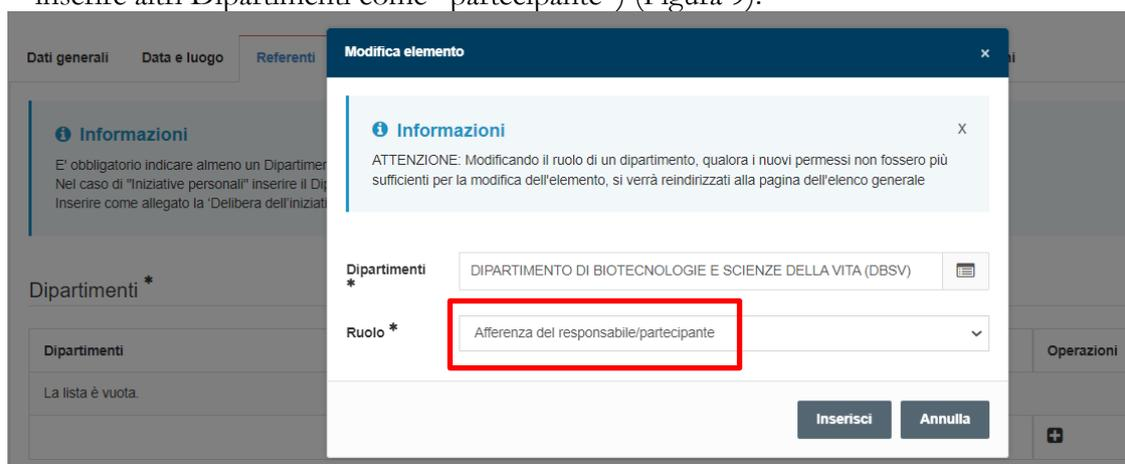 inserire altri Dipartimenti come "partecipante") (Figura 9).
Dati generali Data e luogo Referenti
Modifica elemento ×
Informazioni
E' obbligatorio indicare almeno un Dipartimen
Nel caso di "Iniziative personali" inserire il Dip
Inserire come allegato la 'Delibera dell'iniziati
Informazioni X
ATTENZIONE: Modificando il ruolo di un dipartimento, qualora i nuovi permessi non fossero più
sufficienti per la modifica dell'elemento, si verrà reindirizzati alla pagina dell'elenco generale
Dipartimenti *
Dipartimenti
*
DIPARTIMENTO DI BIOTECNOLOGIE E SCIENZE DELLA VITA (DBSV)
Ruolo *
Afferenza del responsabile/partecipante
Dipartimenti
Operazioni
La lista è vuota.
Inserisci Annulla